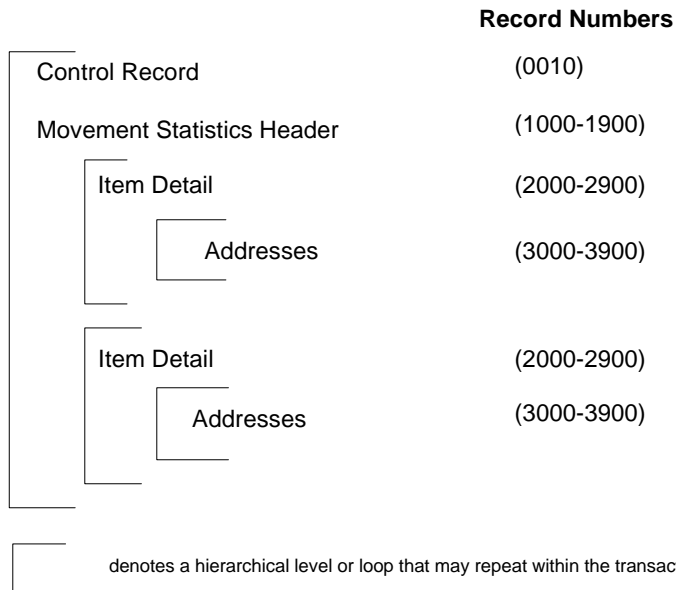 Record Numbers
Control Record (0010)
Movement Statistics Header (1000-1900)
Item Detail (2000-2900)
Addresses (3000-3900)
Item Detail (2000-2900)
Addresses (3000-3900)
denotes a hierarchical level or loop that may repeat within the transac